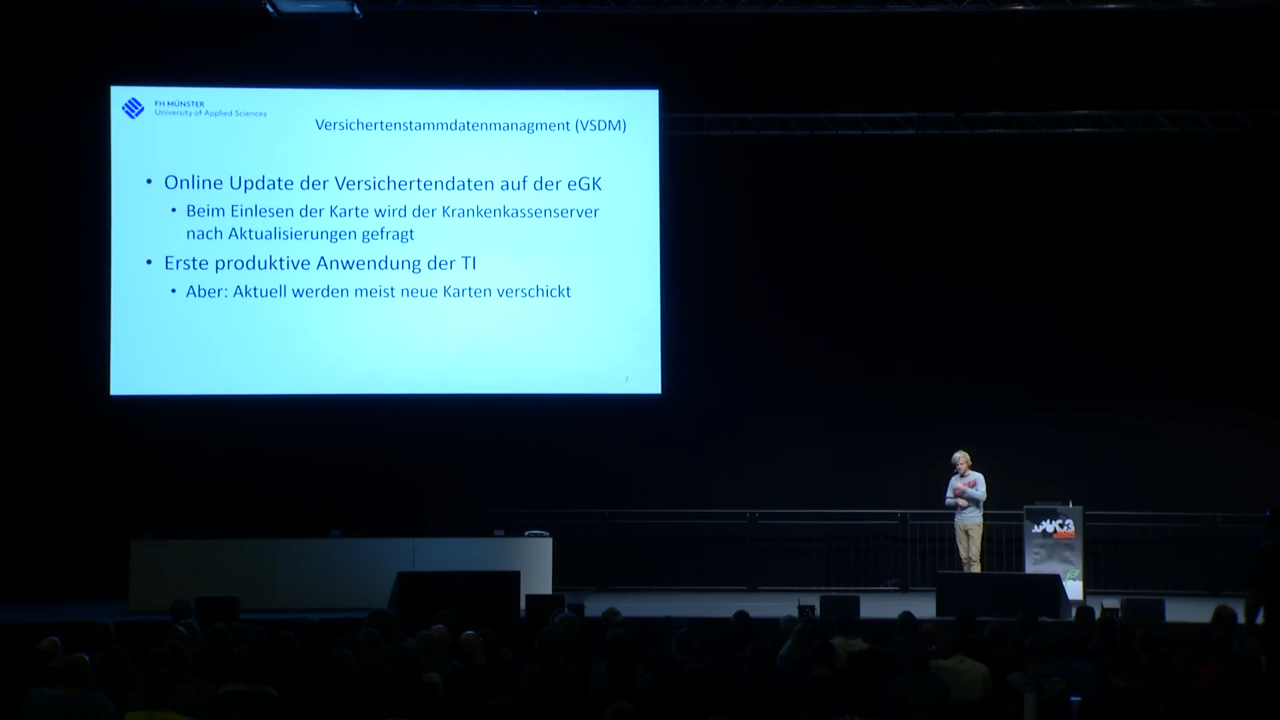 FH MÜNSTER
University of Applied Sciences
Versichertenstammdatenmanagment (VSDM)
• Online Update der Versichertendaten auf der eGK
• Beim Einlesen der Karte wird der Krankenkassenserver
nach Aktualisierungen gefragt
• Erste produktive Anwendung der TI
• Aber: Aktuell werden meist neue Karten verschickt
7